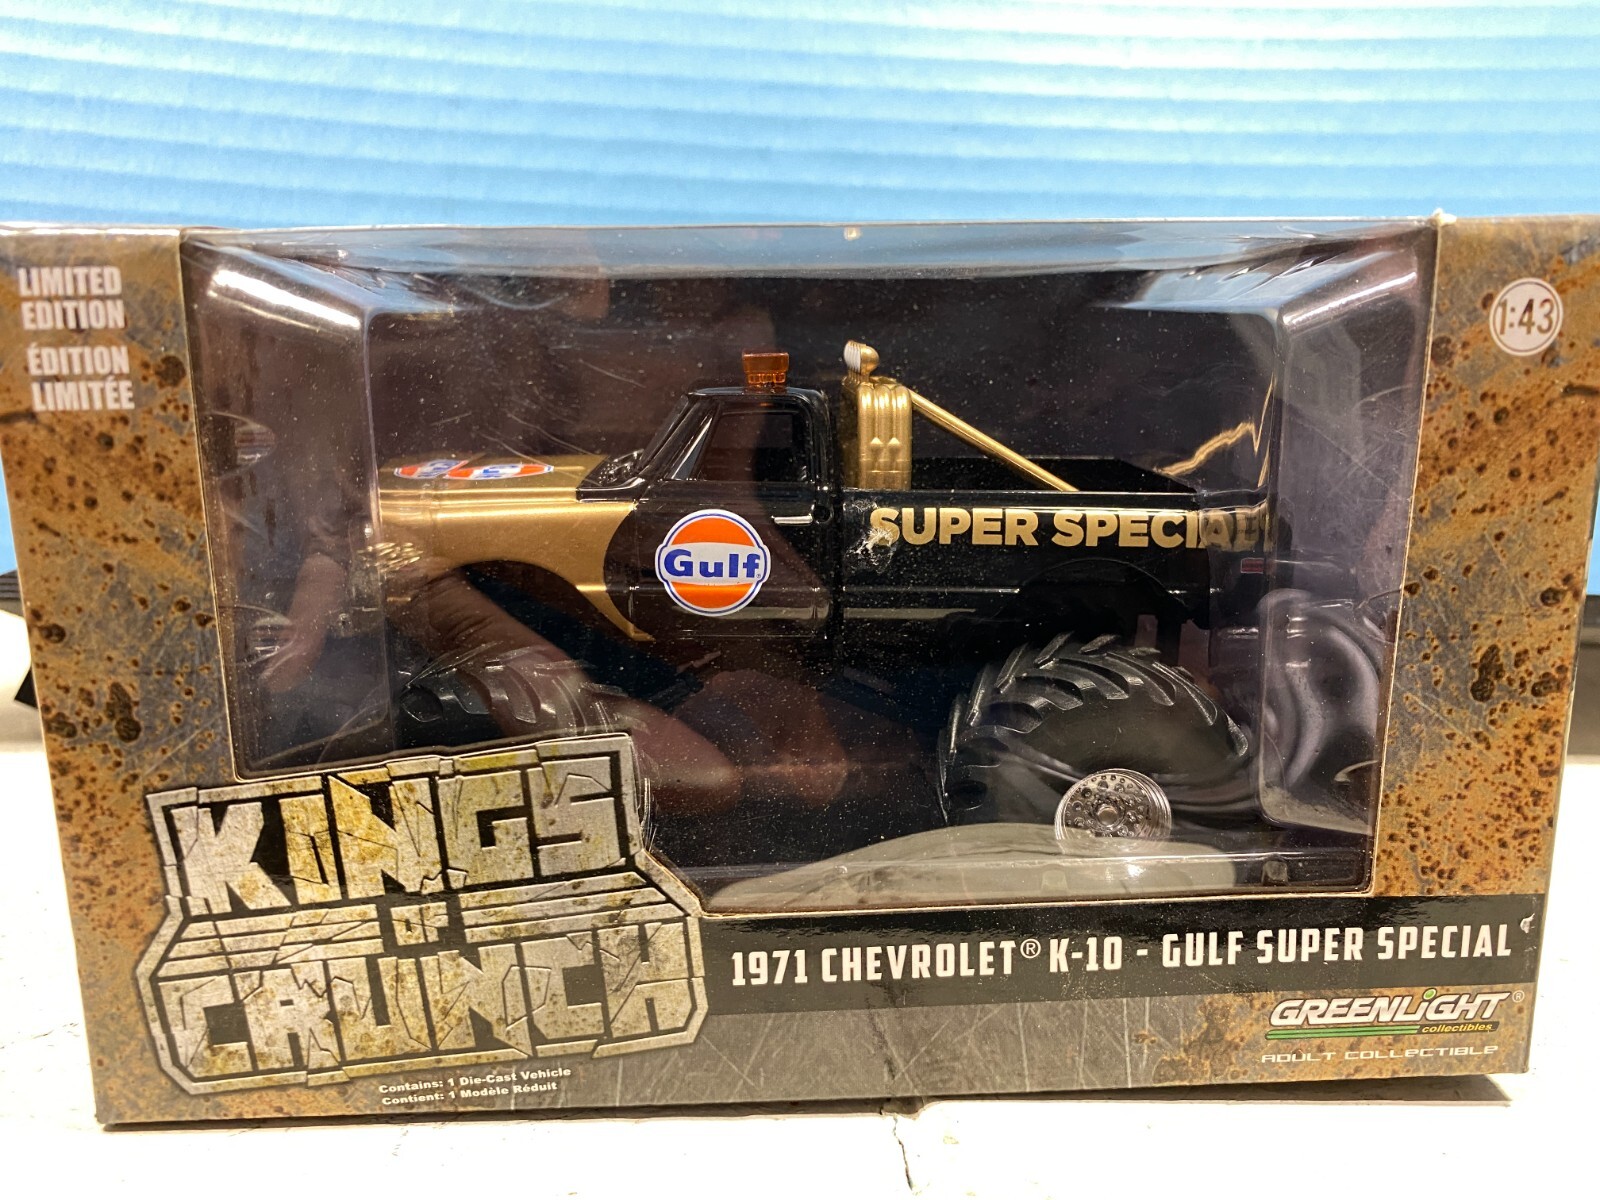 LIMITED
EDITION
ÉDITION
LIMITÉE
1:43
Gulf
SUPER SPECIAL
KINGS
OF
CRUNCH
1971 CHEVROLET® K-10 - GULF SUPER SPECIAL
GREENLIGHT®
collectibles
ADULT COLLECTIBLE
Contains: 1 Die-Cast Vehicle
Contient: 1 Modèle Réduit